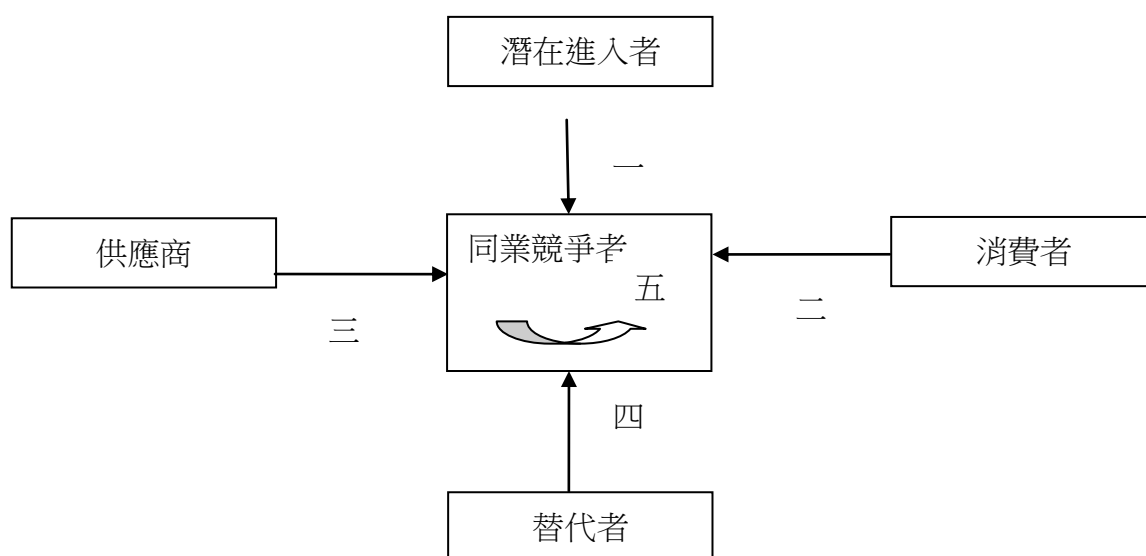 潛在進入者
一
供應商
同業競爭者
消費者
五
三
二
四
替代者